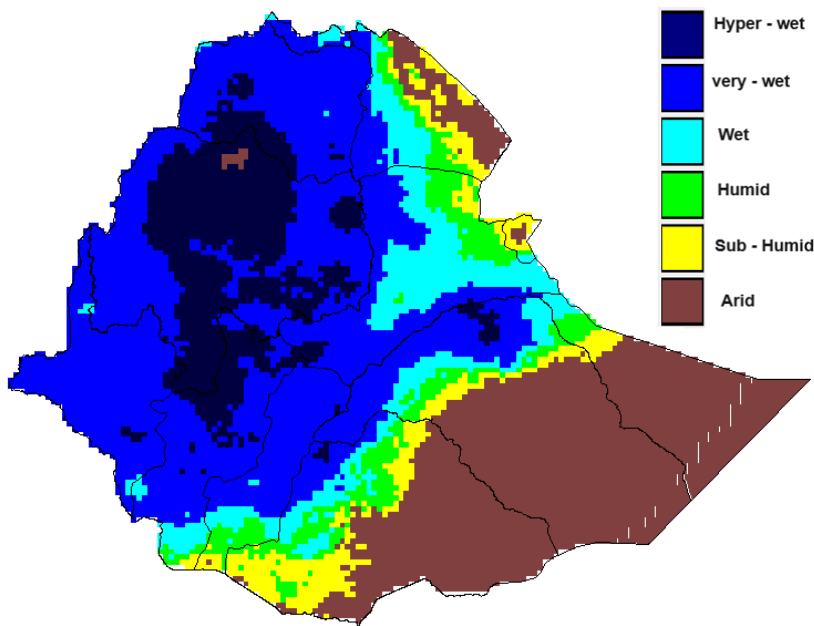 Hyper - wet
very - wet
Wet
Humid
Sub - Humid
Arid